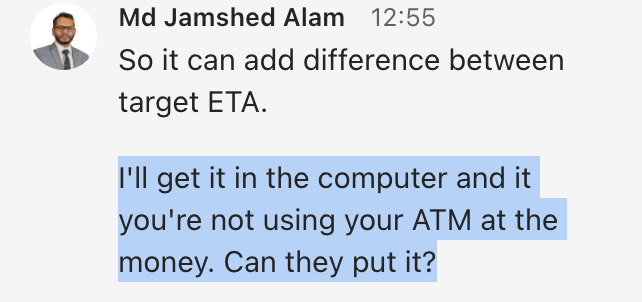 Md Jamshed Alam 12:55
So it can add difference between
target ETA.
I'll get it in the computer and it
you're not using your ATM at the
money. Can they put it?